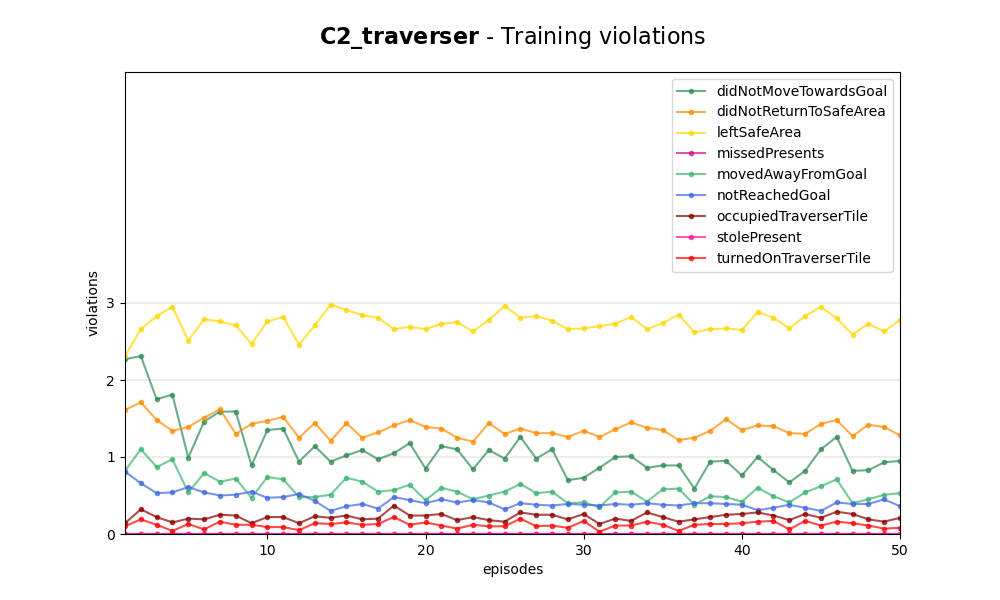 C2_traverser - Training violations
didNotMoveTowardsGoal
didNotReturnToSafeArea
leftSafeArea
missedPresents
movedAwayFromGoal
notReachedGoal
occupiedTraverserTile
stolePresent
turnedOnTraverserTile
violations
3
2
1
0
10
20
30
40
50
episodes